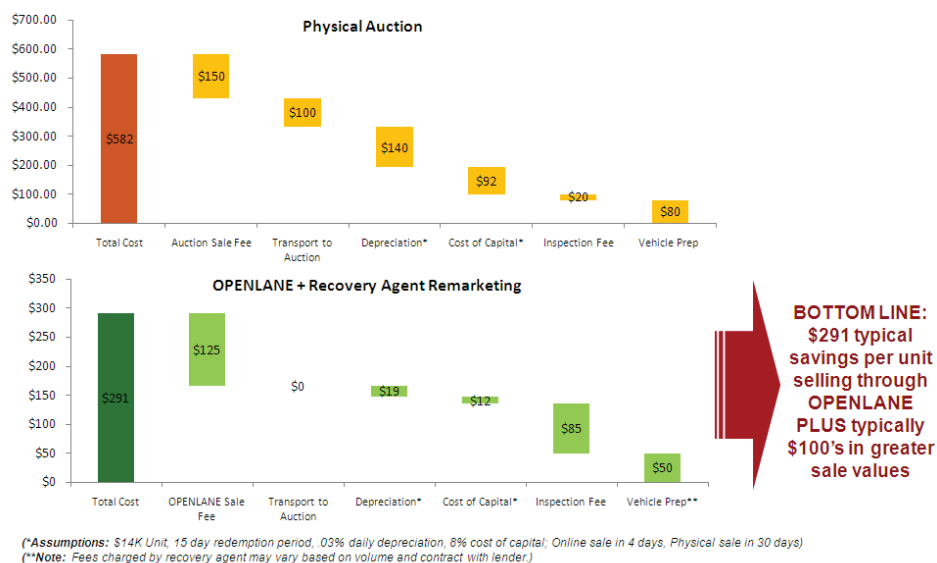 Physical Auction
$700.00
$600.00
$500.00
$400.00
$300.00
$200.00
$100.00
$0.00
$582
$150
$100
$140
$92
$20
$80
Total Cost
Auction Sale Fee
Transport to
Auction
Depreciation*
Cost of Capital*
Inspection Fee
Vehicle Prep
OPENLANE + Recovery Agent Remarketing
$350
$300
$250
$200
$150
$100
$50
$0
$291
$125
$0
$19
$12
$85
$50
Total Cost
OPENLANE Sale
Fee
Transport to
Auction
Depreciation*
Cost of Capital*
Inspection Fee
Vehicle Prep**
BOTTOM LINE:
$291 typical
savings per unit
selling through
OPENLANE
PLUS typically
$100's in greater
sale values
(*Assumptions: $14K Unit, 15 day redemption period, .03% daily depreciation, 8% cost of capital; Online sale in 4 days, Physical sale in 30 days)
(**Note: Fees charged by recovery agent may vary based on volume and contract with lender.)